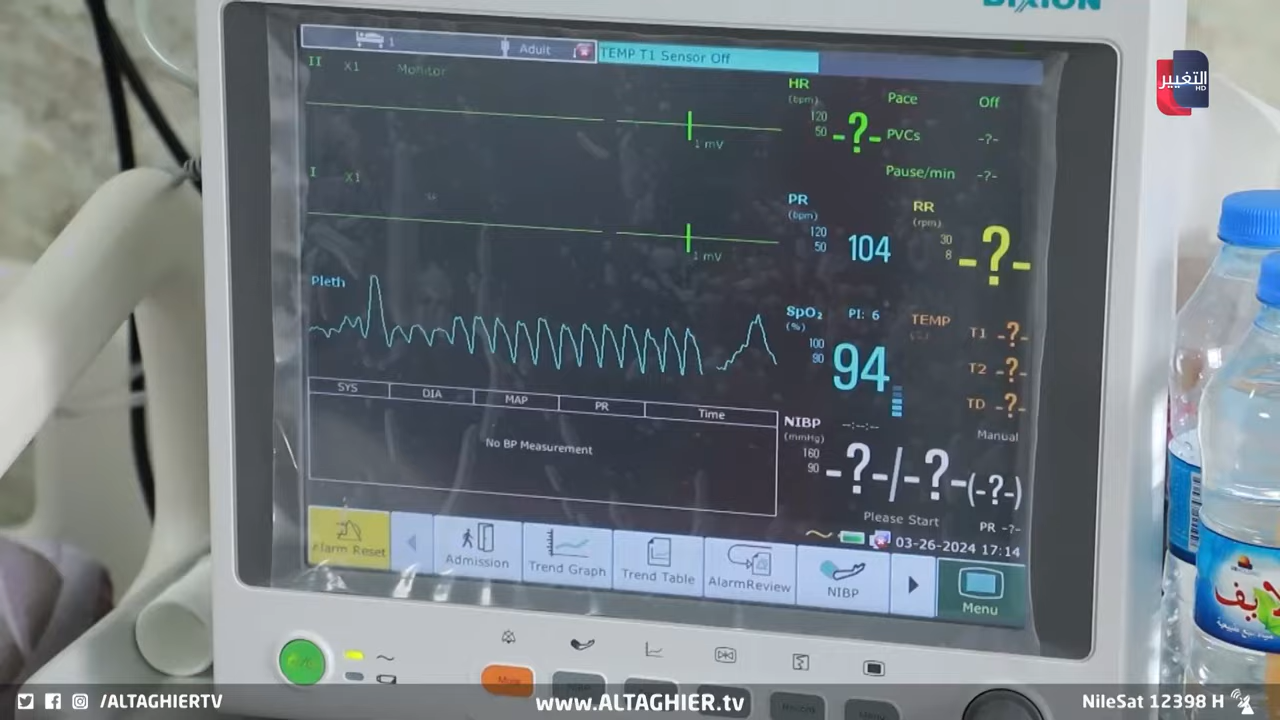 DIXION
1
Adult
TEMP T1 Sensor Off
التغيير
HD
II X1 Monitor
1 mV
I X1
1 mV
Pleth
HR
(bpm)
120
50
-?-
Pace Off
PVCs -?-
Pause/min -?-
PR
(bpm)
120
50
104
RR
(rpm)
30
8
-?-
SpO₂
(%)
100
90
PI: 6
94
TEMP
T1 -?-
T2 -?-
TD -?-
SYS DIA MAP PR Time
No BP Measurement
NIBP
(mmHg)
160
90
--:--:--
Manual
-?-/-?-(-?-)
Please Start
PR -?-
03-26-2024 17:14
Alarm Reset
Admission
Trend Graph
Trend Table
AlarmReview
NIBP
Menu
لايف
/ALTAGHIERTV
www.ALTAGHIER.tv
NileSat 12398 H